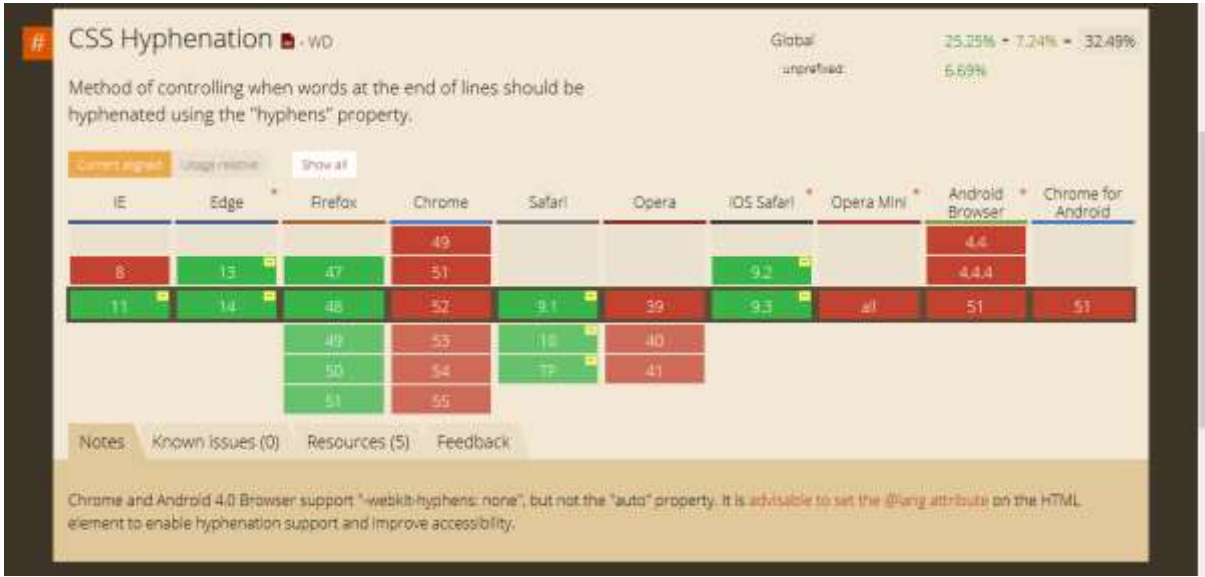 #
CSS Hyphenation - WD
Global 25.25% + 7.24% = 32.49%
unprefixed: 6.69%
Method of controlling when words at the end of lines should be
hyphenated using the "hyphens" property.
Current aligned Usage relative Show all
IE Edge * Firefox Chrome Safari Opera iOS Safari * Opera Mini * Android * Browser Chrome for Android
49 4.4
8 13 47 51 9.2 4.4.4
11 14 48 52 9.1 39 9.3 all 51 51
49 53 10 40
50 54 TP 41
51 55
Notes Known issues (0) Resources (5) Feedback
Chrome and Android 4.0 Browser support "-webkit-hyphens: none", but not the "auto" property. It is advisable to set the @lang attribute on the HTML
element to enable hyphenation support and improve accessibility.